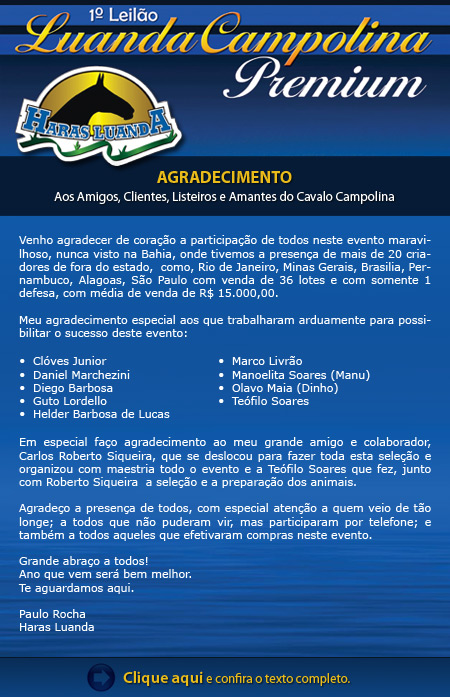 1º Leilão
Luanda Campolina
Premium
HARAS LUANDA
AGRADECIMENTO
Aos Amigos, Clientes, Listeiros e Amantes do Cavalo Campolina
Venho agradecer de coração a participação de todos neste evento maravi-
lhoso, nunca visto na Bahia, onde tivemos a presença de mais de 20 cria-
dores de fora do estado, como, Rio de Janeiro, Minas Gerais, Brasilia, Per-
nambuco, Alagoas, São Paulo com venda de 36 lotes e com somente 1
defesa, com média de venda de R$ 15.000,00.
Meu agradecimento especial aos que trabalharam arduamente para possi-
bilitar o sucesso deste evento:
• Clóves Junior
• Daniel Marchezini
• Diego Barbosa
• Guto Lordello
• Helder Barbosa de Lucas
• Marco Livrão
• Manoelita Soares (Manu)
• Olavo Maia (Dinho)
• Teófilo Soares
Em especial faço agradecimento ao meu grande amigo e colaborador,
Carlos Roberto Siqueira, que se deslocou para fazer toda esta seleção e
organizou com maestria todo o evento e a Teófilo Soares que fez, junto
com Roberto Siqueira a seleção e a preparação dos animais.
Agradeço a presença de todos, com especial atenção a quem veio de tão
longe; a todos que não puderam vir, mas participaram por telefone; e
também a todos aqueles que efetivaram compras neste evento.
Grande abraço a todos!
Ano que vem será bem melhor.
Te aguardamos aqui.
Paulo Rocha
Haras Luanda
Clique aqui e confira o texto completo.